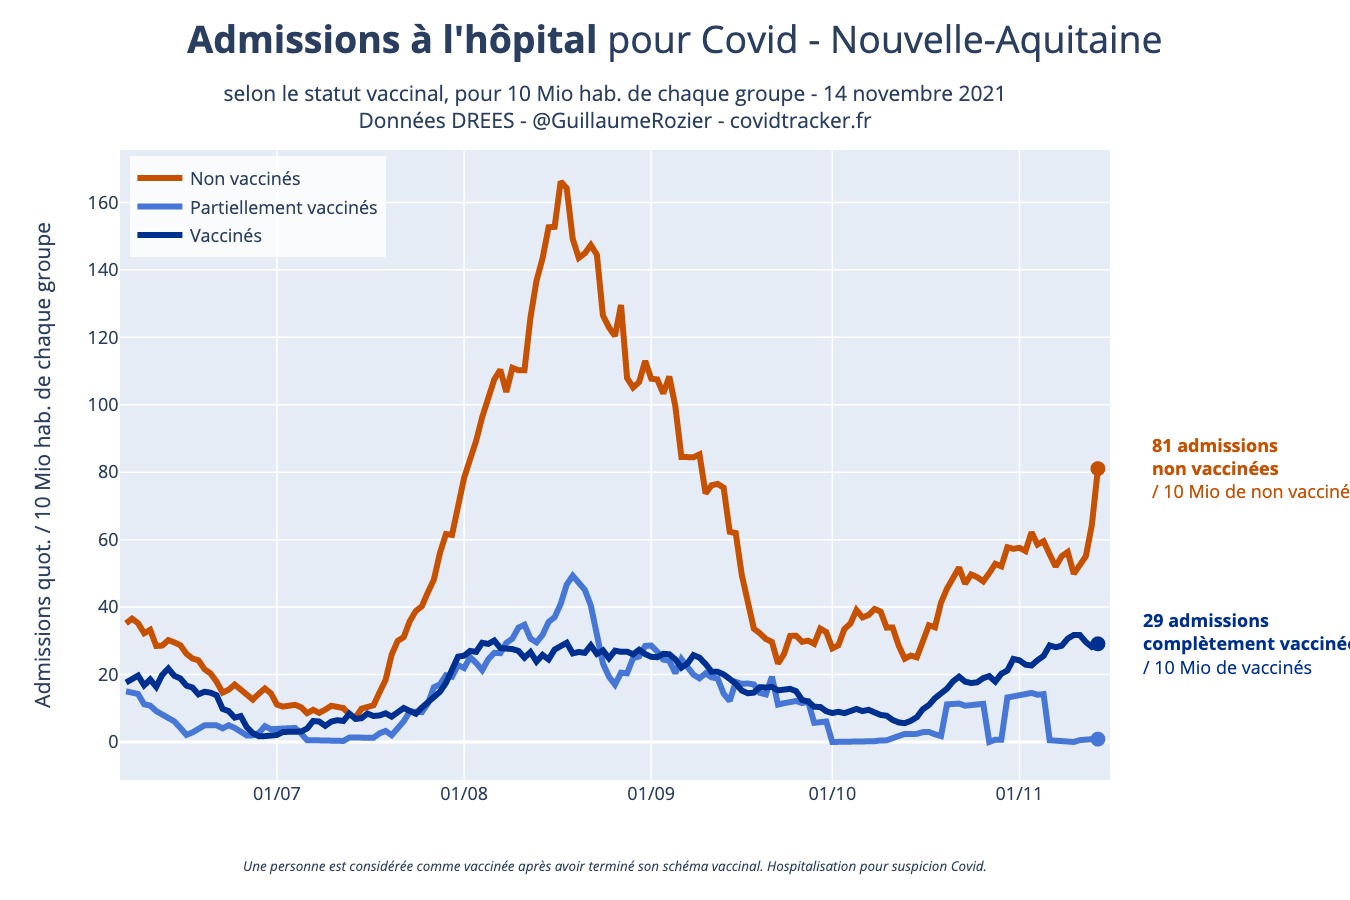 Admissions à l'hôpital pour Covid - Nouvelle-Aquitaine
selon le statut vaccinal, pour 10 Mio hab. de chaque groupe - 14 novembre 2021
Données DREES - @GuillaumeRozier - covidtracker.fr
Non vaccinés
Partiellement vaccinés
Vaccinés
Admissions quot. / 10 Mio hab. de chaque groupe
160
140
120
100
80
60
40
20
0
01/07
01/08
01/09
01/10
01/11
81 admissions
non vaccinées
/ 10 Mio de non vacciné
29 admissions
complètement vacciné
/ 10 Mio de vaccinés
Une personne est considérée comme vaccinée après avoir terminé son schéma vaccinal. Hospitalisation pour suspicion Covid.